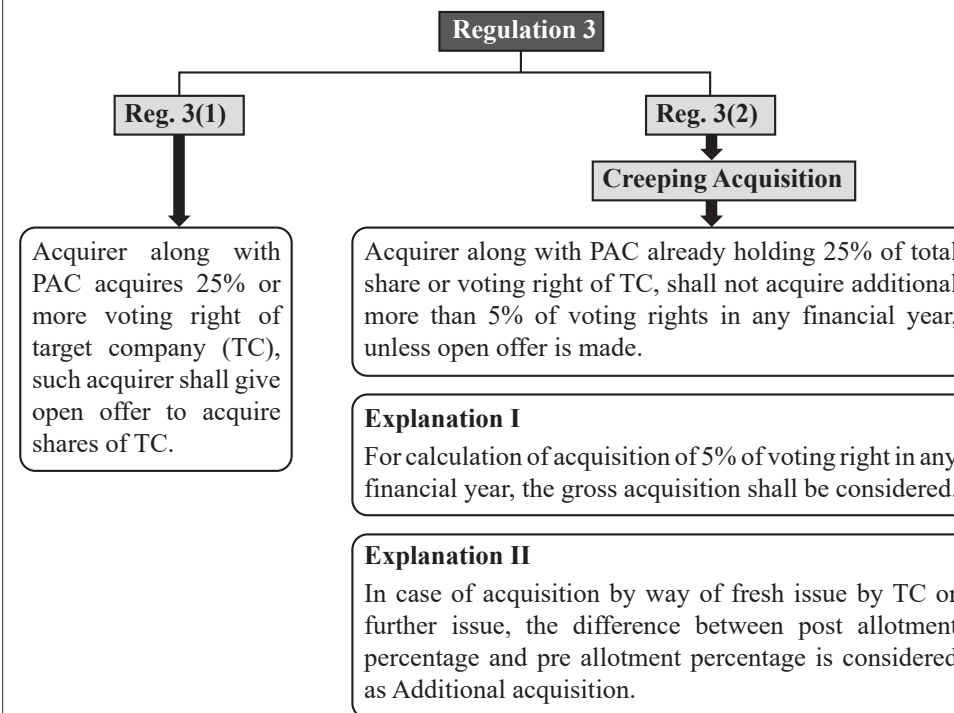 Regulation 3
Reg. 3(1)
Acquirer along with
PAC acquires 25% or
more voting right of
target company (TC),
such acquirer shall give
open offer to acquire
shares of TC.
Reg. 3(2)
Creeping Acquisition
Acquirer along with PAC already holding 25% of total
share or voting right of TC, shall not acquire additional
more than 5% of voting rights in any financial year,
unless open offer is made.
Explanation I
For calculation of acquisition of 5% of voting right in any
financial year, the gross acquisition shall be considered.
Explanation II
In case of acquisition by way of fresh issue by TC or
further issue, the difference between post allotment
percentage and pre allotment percentage is considered
as Additional acquisition.